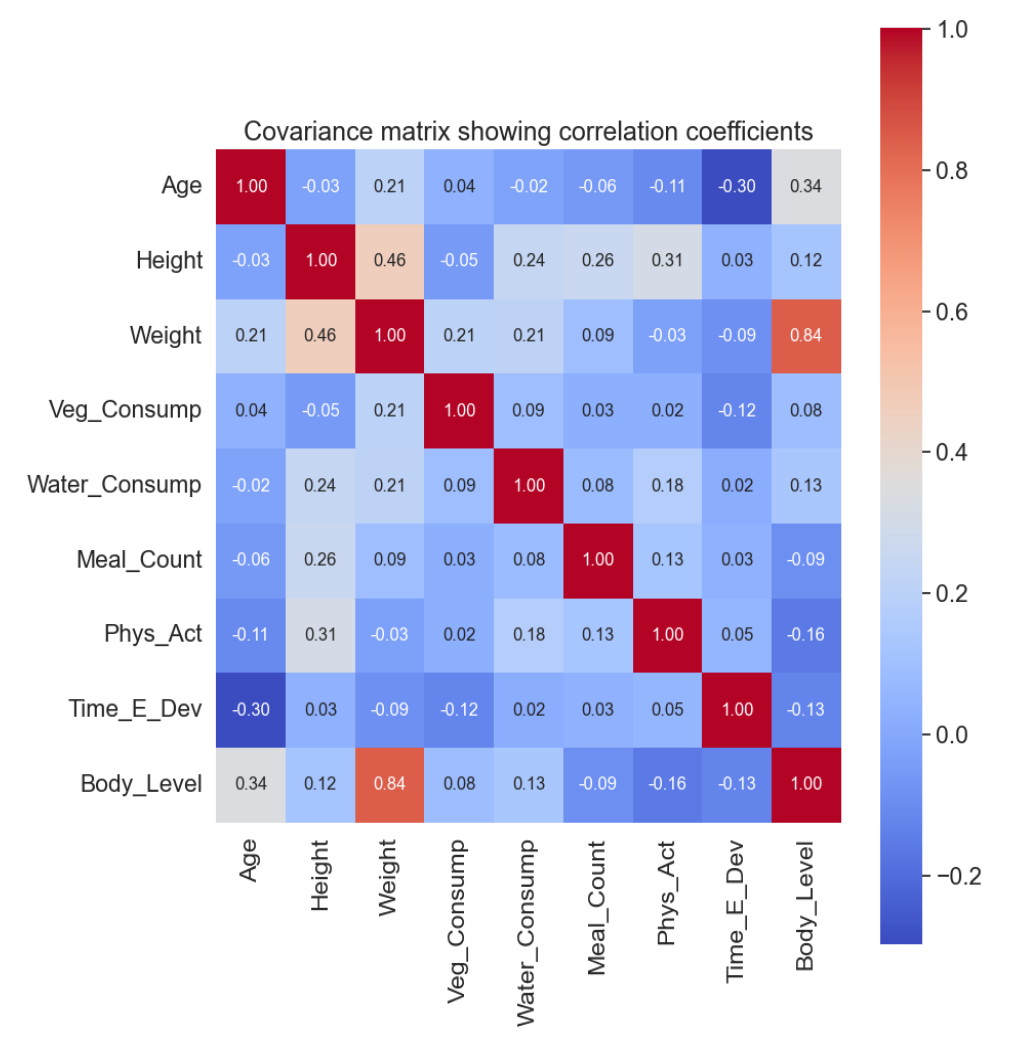 Covariance matrix showing correlation coefficients
Age 1.00 -0.03 0.21 0.04 -0.02 -0.06 -0.11 -0.30 0.34
Height -0.03 1.00 0.46 -0.05 0.24 0.26 0.31 0.03 0.12
Weight 0.21 0.46 1.00 0.21 0.21 0.09 -0.03 -0.09 0.84
Veg_Consump 0.04 -0.05 0.21 1.00 0.09 0.03 0.02 -0.12 0.08
Water_Consump -0.02 0.24 0.21 0.09 1.00 0.08 0.18 0.02 0.13
Meal_Count -0.06 0.26 0.09 0.03 0.08 1.00 0.13 0.03 -0.09
Phys_Act -0.11 0.31 -0.03 0.02 0.18 0.13 1.00 0.05 -0.16
Time_E_Dev -0.30 0.03 -0.09 -0.12 0.02 0.03 0.05 1.00 -0.13
Body_Level 0.34 0.12 0.84 0.08 0.13 -0.09 -0.16 -0.13 1.00
Age Height Weight Veg_Consump Water_Consump Meal_Count Phys_Act Time_E_Dev Body_Level
1.0
0.8
0.6
0.4
0.2
0.0
−0.2